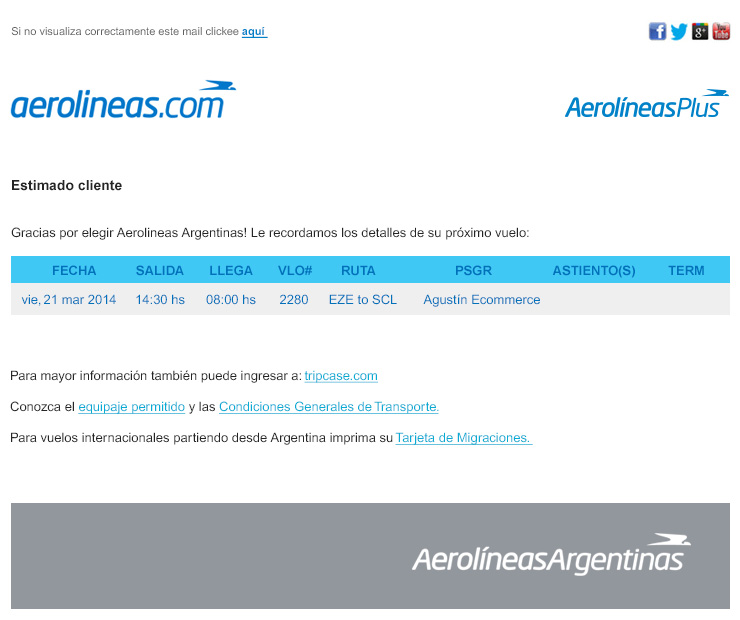 Si no visualiza correctamente este mail clickee aquí
f g+ You Tube
aerolineas.com AerolíneasPlus
Estimado cliente
Gracias por elegir Aerolineas Argentinas! Le recordamos los detalles de su próximo vuelo:
FECHA SALIDA LLEGA VLO# RUTA PSGR ASTIENTO(S) TERM
vie, 21 mar 2014 14:30 hs 08:00 hs 2280 EZE to SCL Agustín Ecommerce
Para mayor información también puede ingresar a: tripcase.com
Conozca el equipaje permitido y las Condiciones Generales de Transporte.
Para vuelos internacionales partiendo desde Argentina imprima su Tarjeta de Migraciones.
AerolíneasArgentinas